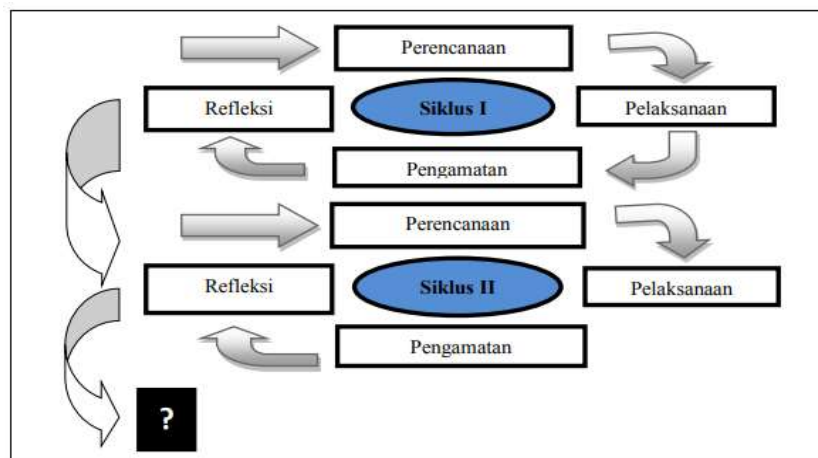 Perencanaan
Refleksi
Siklus I
Pelaksanaan
Pengamatan
Perencanaan
Refleksi
Siklus II
Pelaksanaan
Pengamatan
?